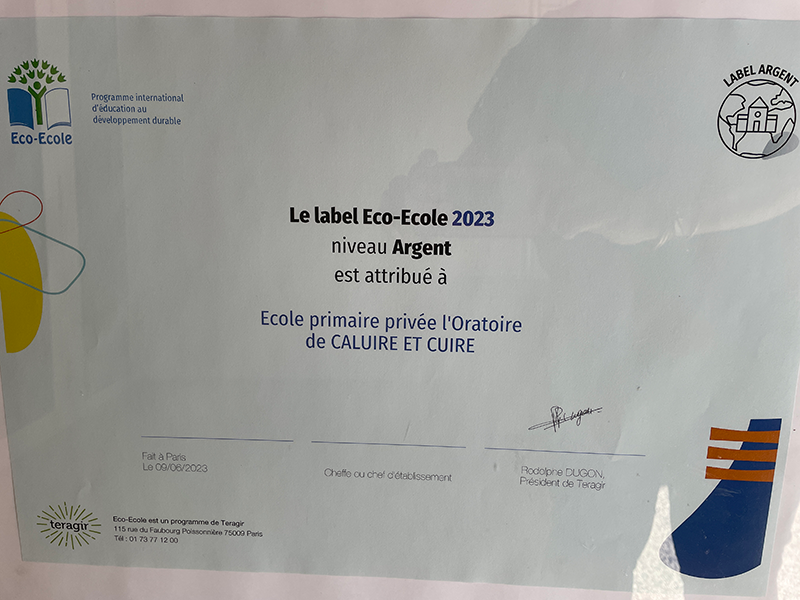 Eco-Ecole
Programme international
d'éducation au
développement durable
LABEL ARGENT
Le label Eco-Ecole 2023
niveau Argent
est attribué à
Ecole primaire privée l'Oratoire
de CALUIRE ET CUIRE
Fait à Paris
Le 09/06/2023
Cheffe ou chef d'établissement
Rodolphe DUGON,
Président de Teragir
teragir
Eco-Ecole est un programme de Teragir
115 rue du Faubourg Poissonnière 75009 Paris
Tél : 01 73 77 12 00